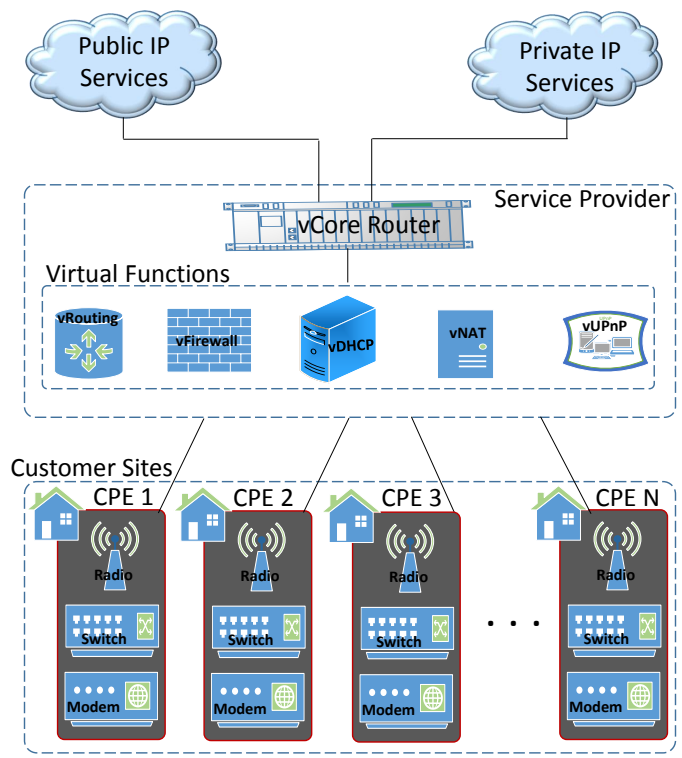 Public IP
Services
Private IP
Services
Service Provider
vCore Router
Virtual Functions
vRouting
vFirewall
vDHCP
vNAT
vUPnP
Customer Sites
CPE 1
CPE 2
CPE 3
CPE N
Radio
Radio
Radio
Radio
. . .
Switch
Switch
Switch
Switch
Modem
Modem
Modem
Modem